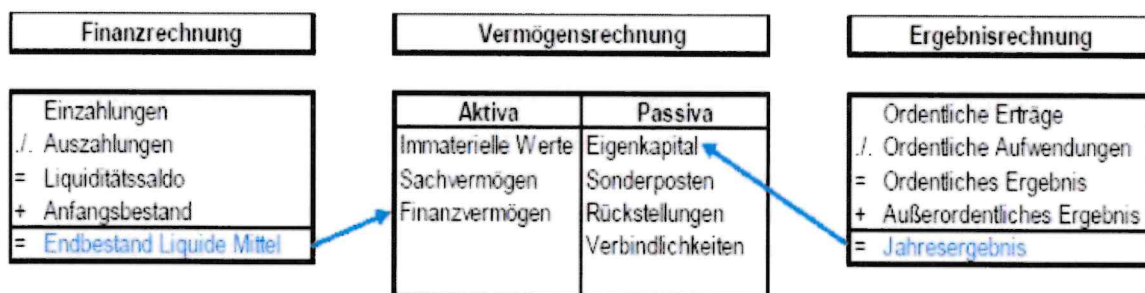 Finanzrechnung
Einzahlungen
./. Auszahlungen
= Liquiditätssaldo
+ Anfangsbestand
= Endbestand Liquide Mittel
Vermögensrechnung
Aktiva Passiva
Immaterielle Werte Eigenkapital
Sachvermögen Sonderposten
Finanzvermögen Rückstellungen
Verbindlichkeiten
Ergebnisrechnung
Ordentliche Erträge
./. Ordentliche Aufwendungen
= Ordentliches Ergebnis
+ Außerordentliches Ergebnis
= Jahresergebnis